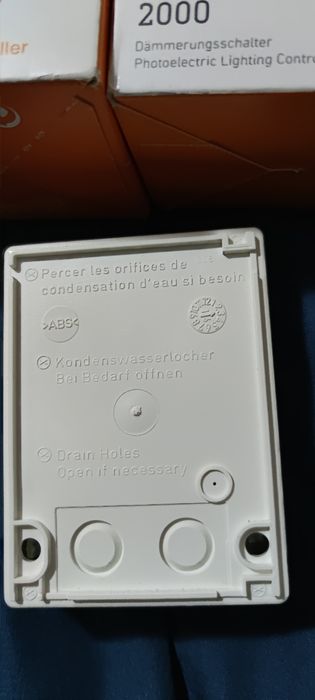 2000
ller
Dämmerungsschalter
Photoelectric Lighting Contr
Percer les orifices de
condensation d'eau si besoin
>ABS<
Kondenswasserlöcher
Bei Bedarf öffnen
Drain Holes
Open if necessary